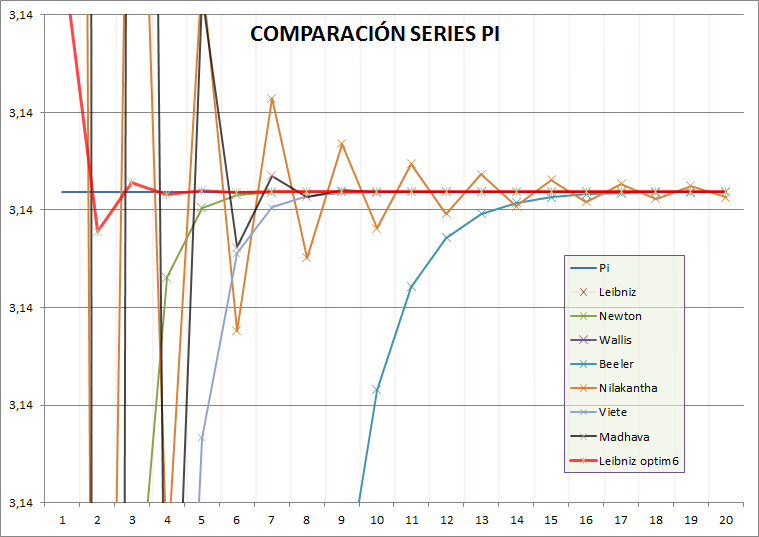 COMPARACIÓN SERIES PI
3,14
3,14
3,14
3,14
3,14
3,14
Pi
Leibniz
Newton
Wallis
Beeler
Nilakantha
Viete
Madhava
Leibniz optim6
1 2 3 4 5 6 7 8 9 10 11 12 13 14 15 16 17 18 19 20